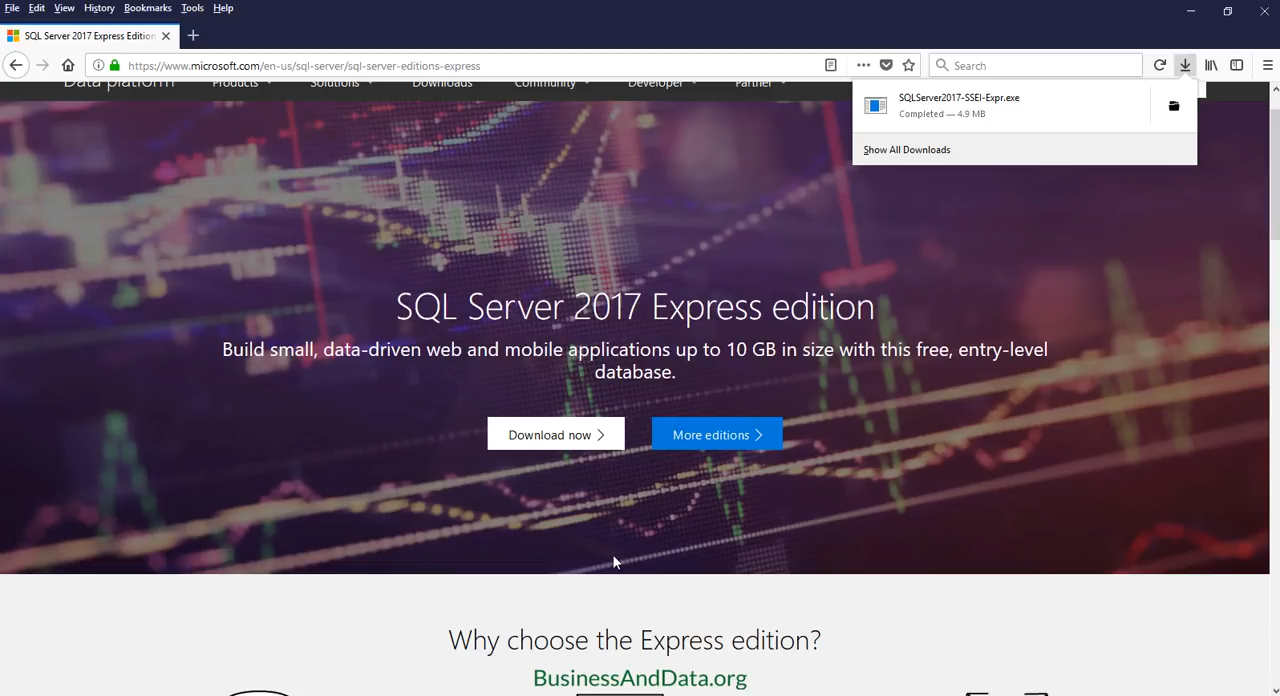 File Edit View History Bookmarks Tools Help
SQL Server 2017 Express Edition
https://www.microsoft.com/en-us/sql-server/sql-server-editions-express
Search
Data platform Products Solutions Downloads Community Developer Partner
SQLServer2017-SSEI-Expr.exe
Completed — 4.9 MB
Show All Downloads
SQL Server 2017 Express edition
Build small, data-driven web and mobile applications up to 10 GB in size with this free, entry-level
database.
Download now
More editions
Why choose the Express edition?
BusinessAndData.org